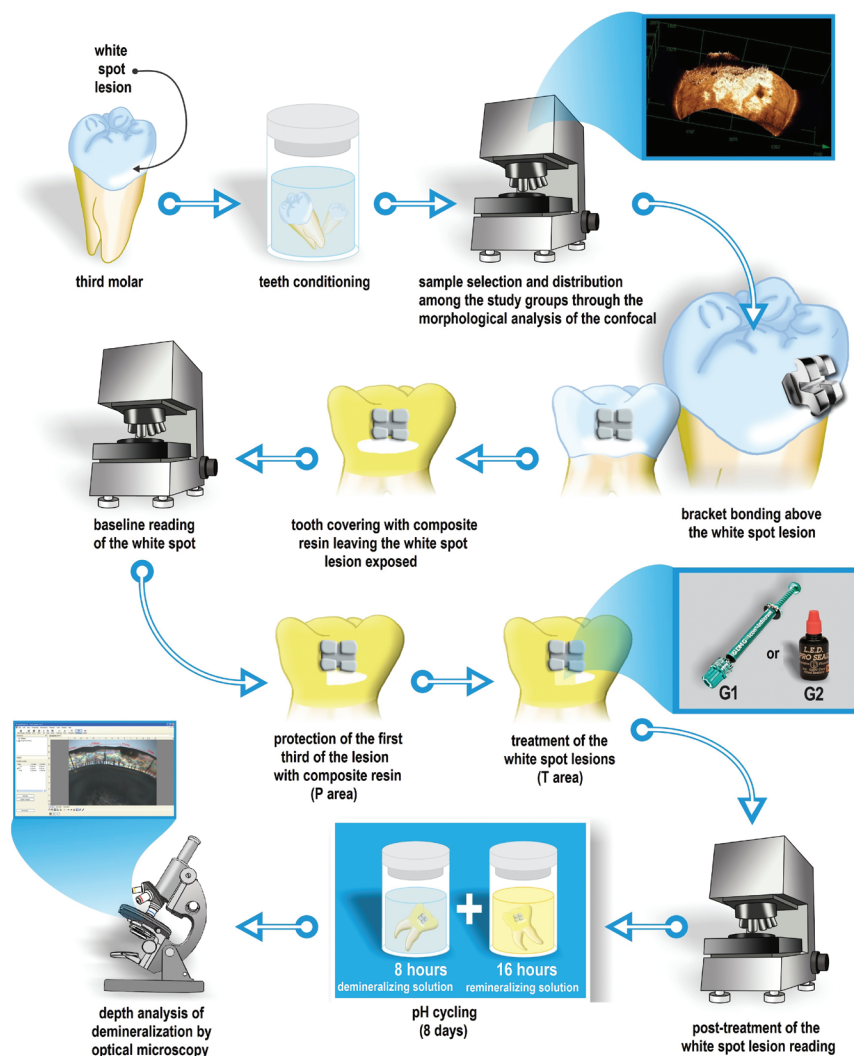 white
spot
lesion
third molar
teeth conditioning
sample selection and distribution
among the study groups through the
morphological analysis of the confocal
bracket bonding above
the white spot lesion
tooth covering with composite
resin leaving the white spot
lesion exposed
baseline reading
of the white spot
protection of the first
third of the lesion
with composite resin
(P area)
treatment of the
white spot lesions
(T area)
G1
or
L.E.D.
PRO SEAL
G2
post-treatment of the
white spot lesion reading
8 hours
demineralizing solution
+
16 hours
remineralizing solution
pH cycling
(8 days)
depth analysis of
demineralization by
optical microscopy